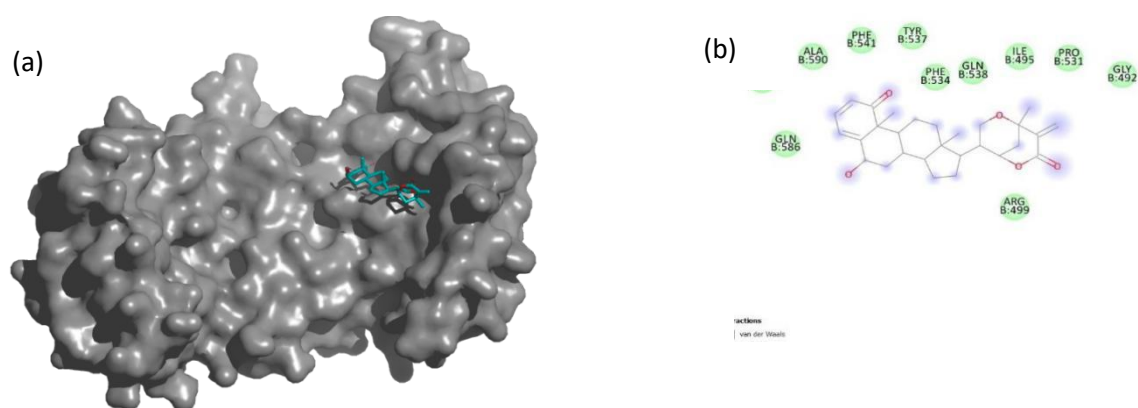 (a)
(b)
ALA
B:590
PHE
B:541
TYR
B:537
PHE
B:534
GLN
B:538
ILE
B:495
PRO
B:531
GLY
B:492
GLN
B:586
O
O
O
O
O
ARG
B:499
ractions
van der Waals